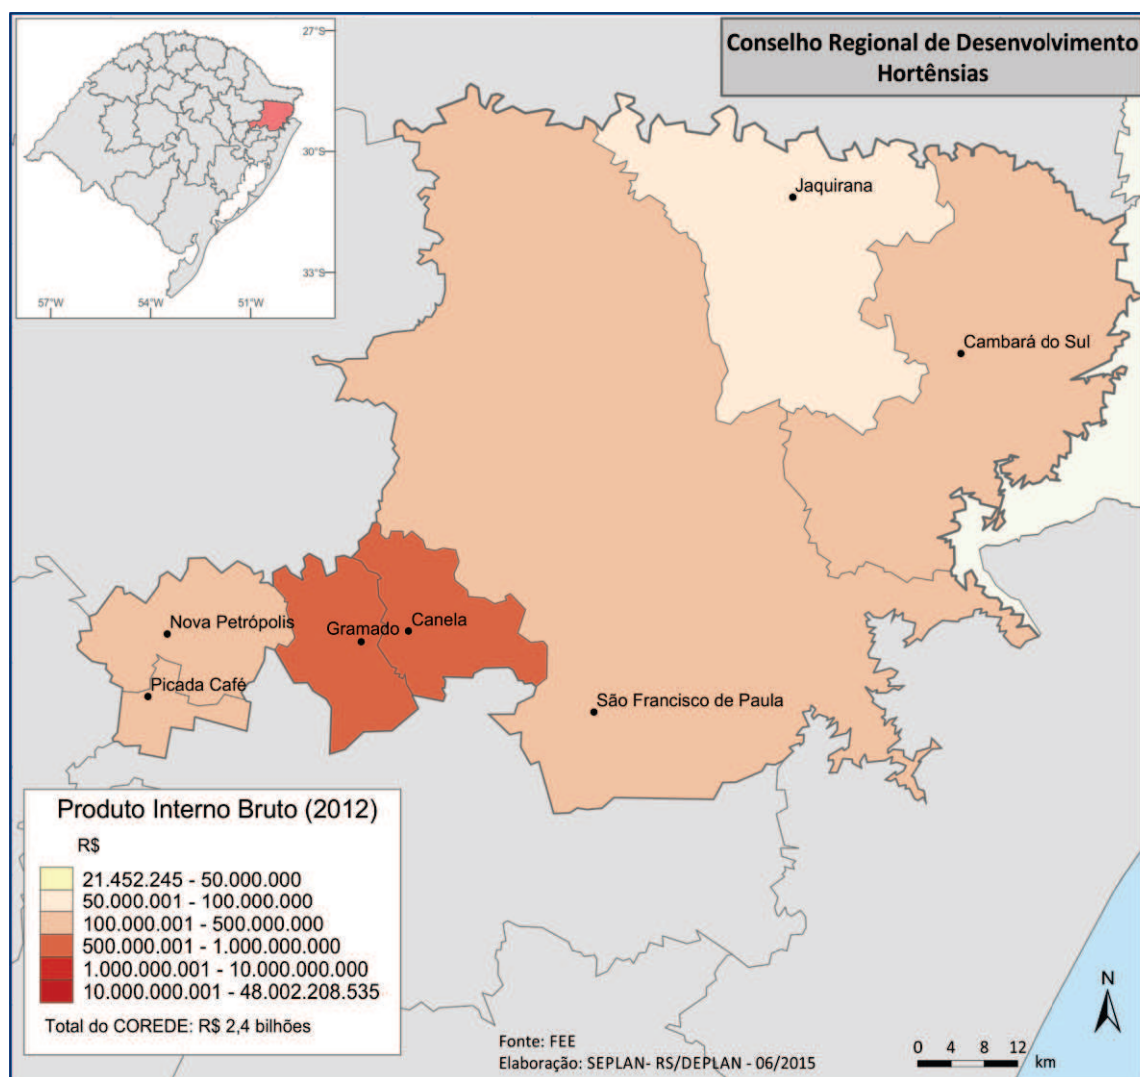 Conselho Regional de Desenvolvimento
Hortênsias
27°S
30°S
33°S
57°W
54°W
51°W
Jaquirana
Cambará do Sul
Nova Petrópolis
Gramado
Canela
Picada Café
São Francisco de Paula
Produto Interno Bruto (2012)
R$
21.452.245 - 50.000.000
50.000.001 - 100.000.000
100.000.001 - 500.000.000
500.000.001 - 1.000.000.000
1.000.000.001 - 10.000.000.000
10.000.000.001 - 48.002.208.535
Total do COREDE: R$ 2,4 bilhões
Fonte: FEE
Elaboração: SEPLAN- RS/DEPLAN - 06/2015
N
0 4 8 12
km